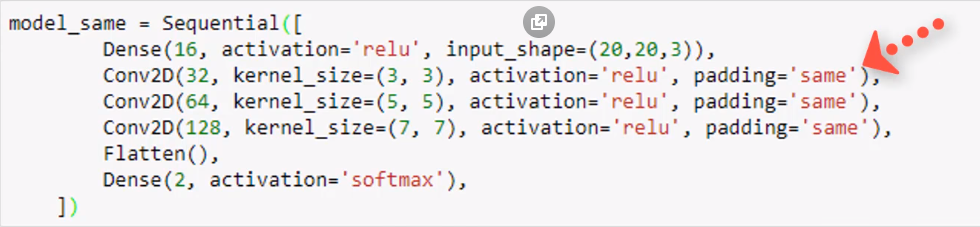 model_same = Sequential([
        Dense(16, activation='relu', input_shape=(20,20,3)),
        Conv2D(32, kernel_size=(3, 3), activation='relu', padding='same'),
        Conv2D(64, kernel_size=(5, 5), activation='relu', padding='same'),
        Conv2D(128, kernel_size=(7, 7), activation='relu', padding='same'),
        Flatten(),
        Dense(2, activation='softmax'),
    ])